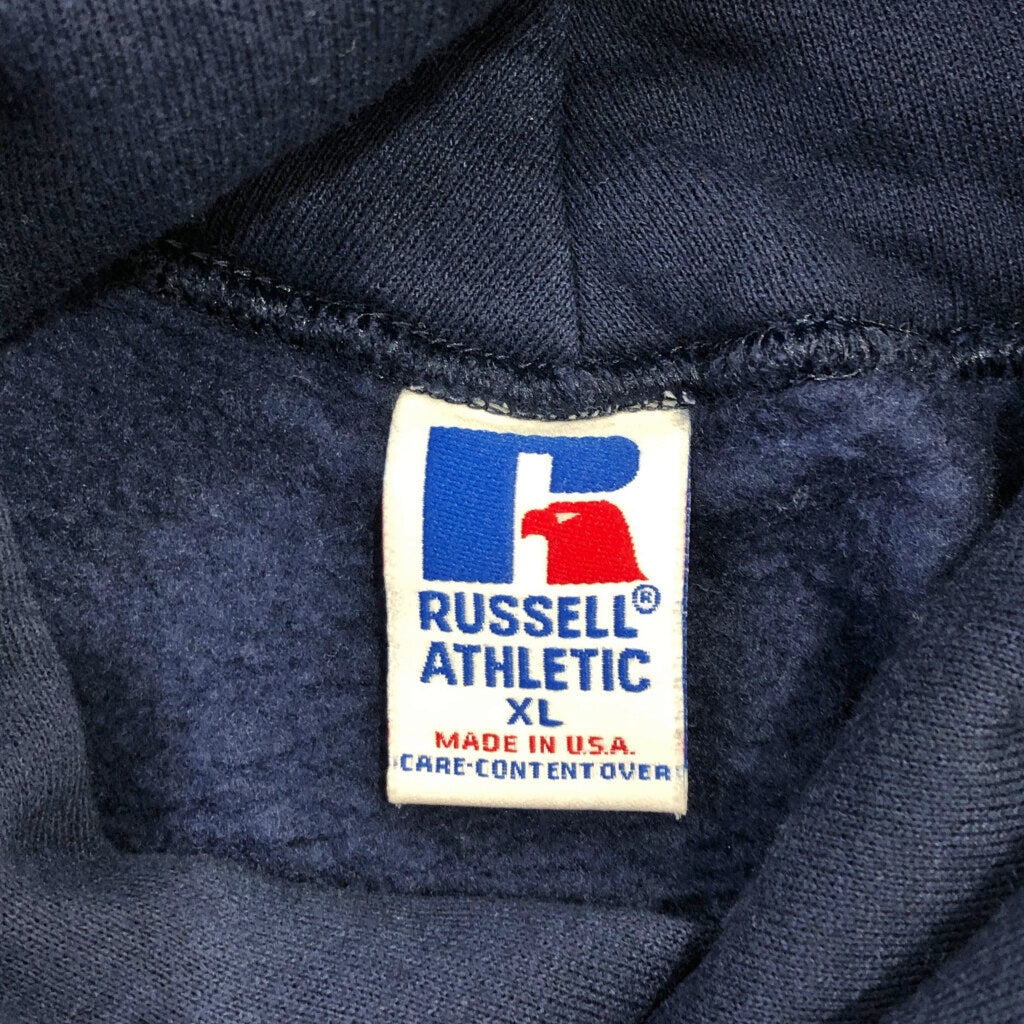 RUSSELL®
ATHLETIC
XL
MADE IN U.S.A.
CARE-CONTENT OVER